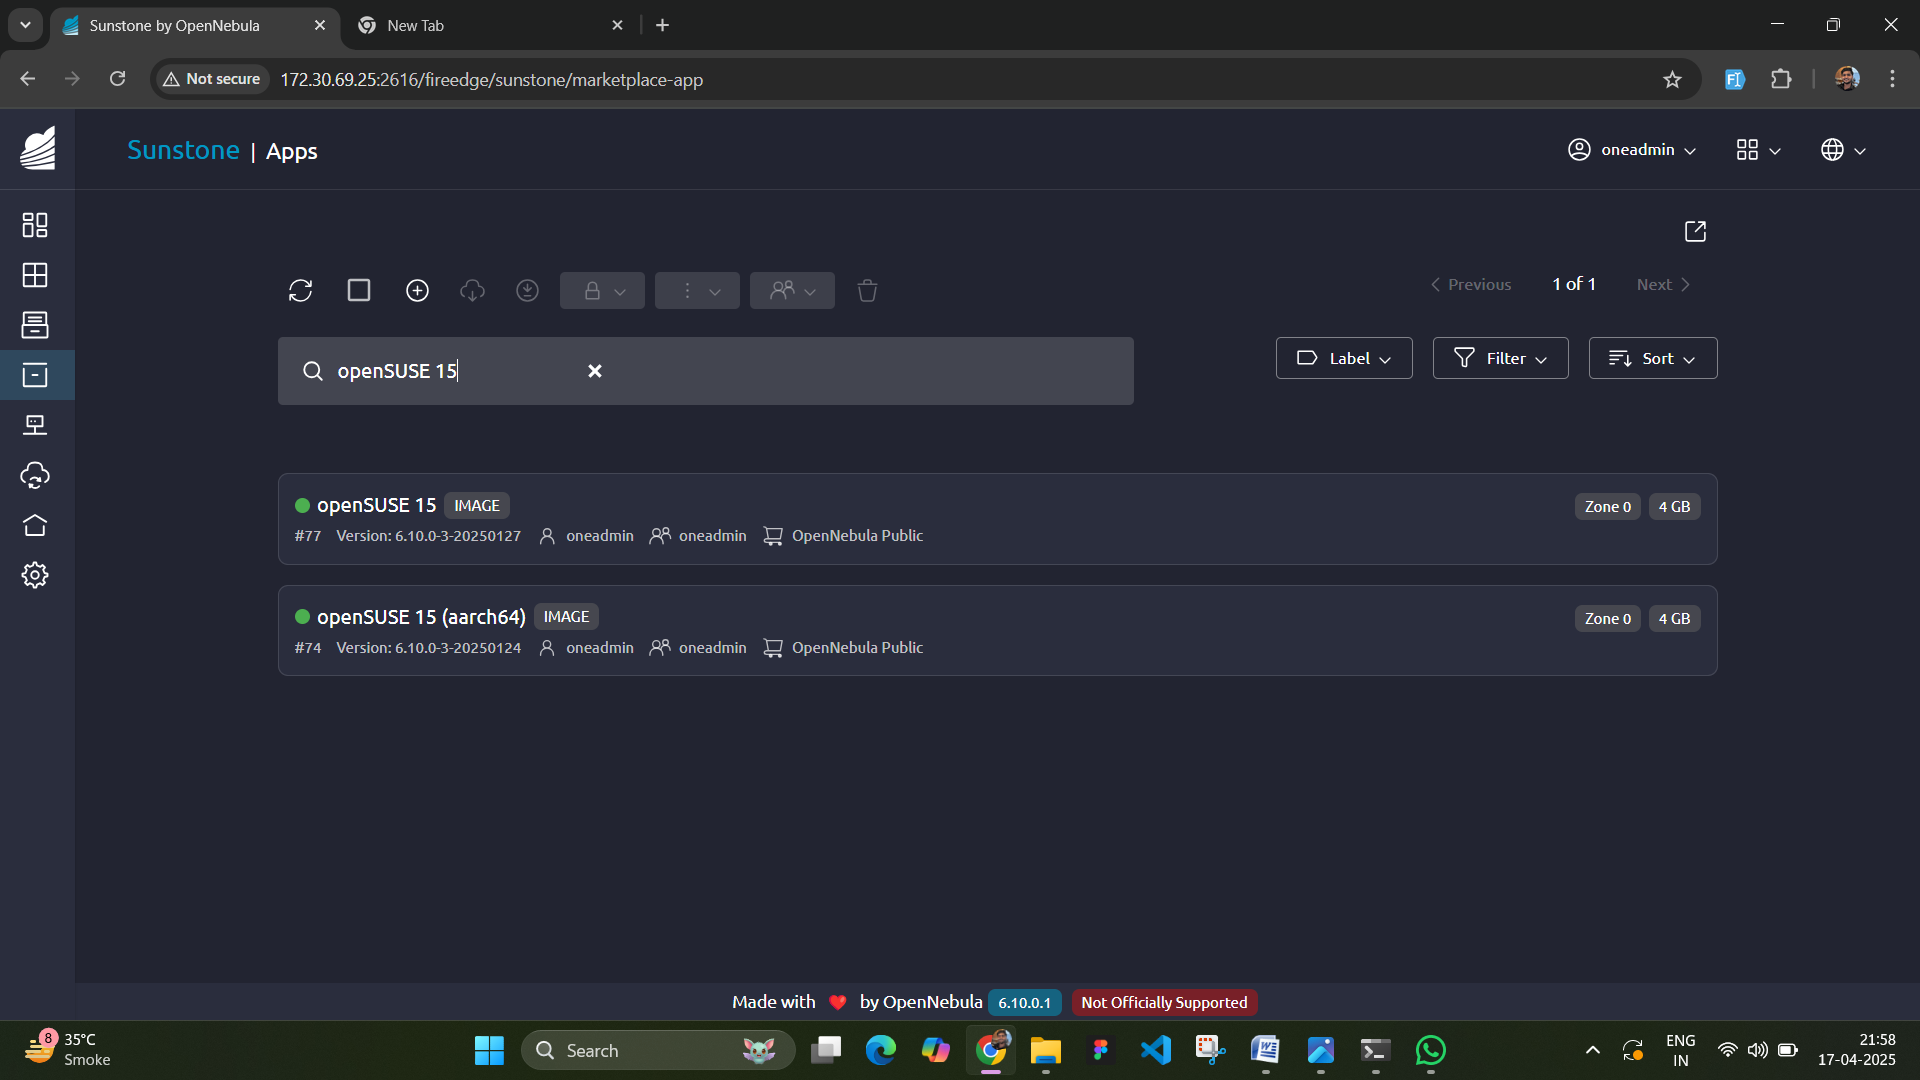 Sunstone by OpenNebula
New Tab
Not secure
172.30.69.25:2616/fireedge/sunstone/marketplace-app
Sunstone | Apps
oneadmin
Previous
1 of 1
Next
openSUSE 15
Label
Filter
Sort
openSUSE 15 IMAGE
Zone 0 4 GB
#77 Version: 6.10.0-3-20250127 oneadmin oneadmin OpenNebula Public
openSUSE 15 (aarch64) IMAGE
Zone 0 4 GB
#74 Version: 6.10.0-3-20250124 oneadmin oneadmin OpenNebula Public
Made with ❤ by OpenNebula 6.10.0.1 Not Officially Supported
8
35°C
Smoke
Search
ENG
IN
21:58
17-04-2025